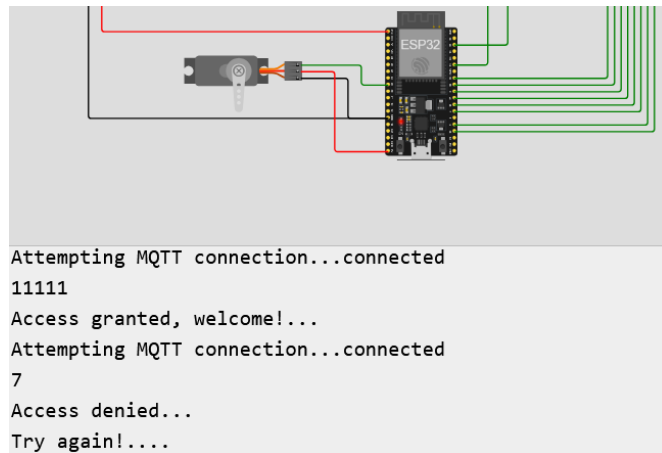 ESP32
Attempting MQTT connection...connected
11111
Access granted, welcome!...
Attempting MQTT connection...connected
7
Access denied...
Try again!....